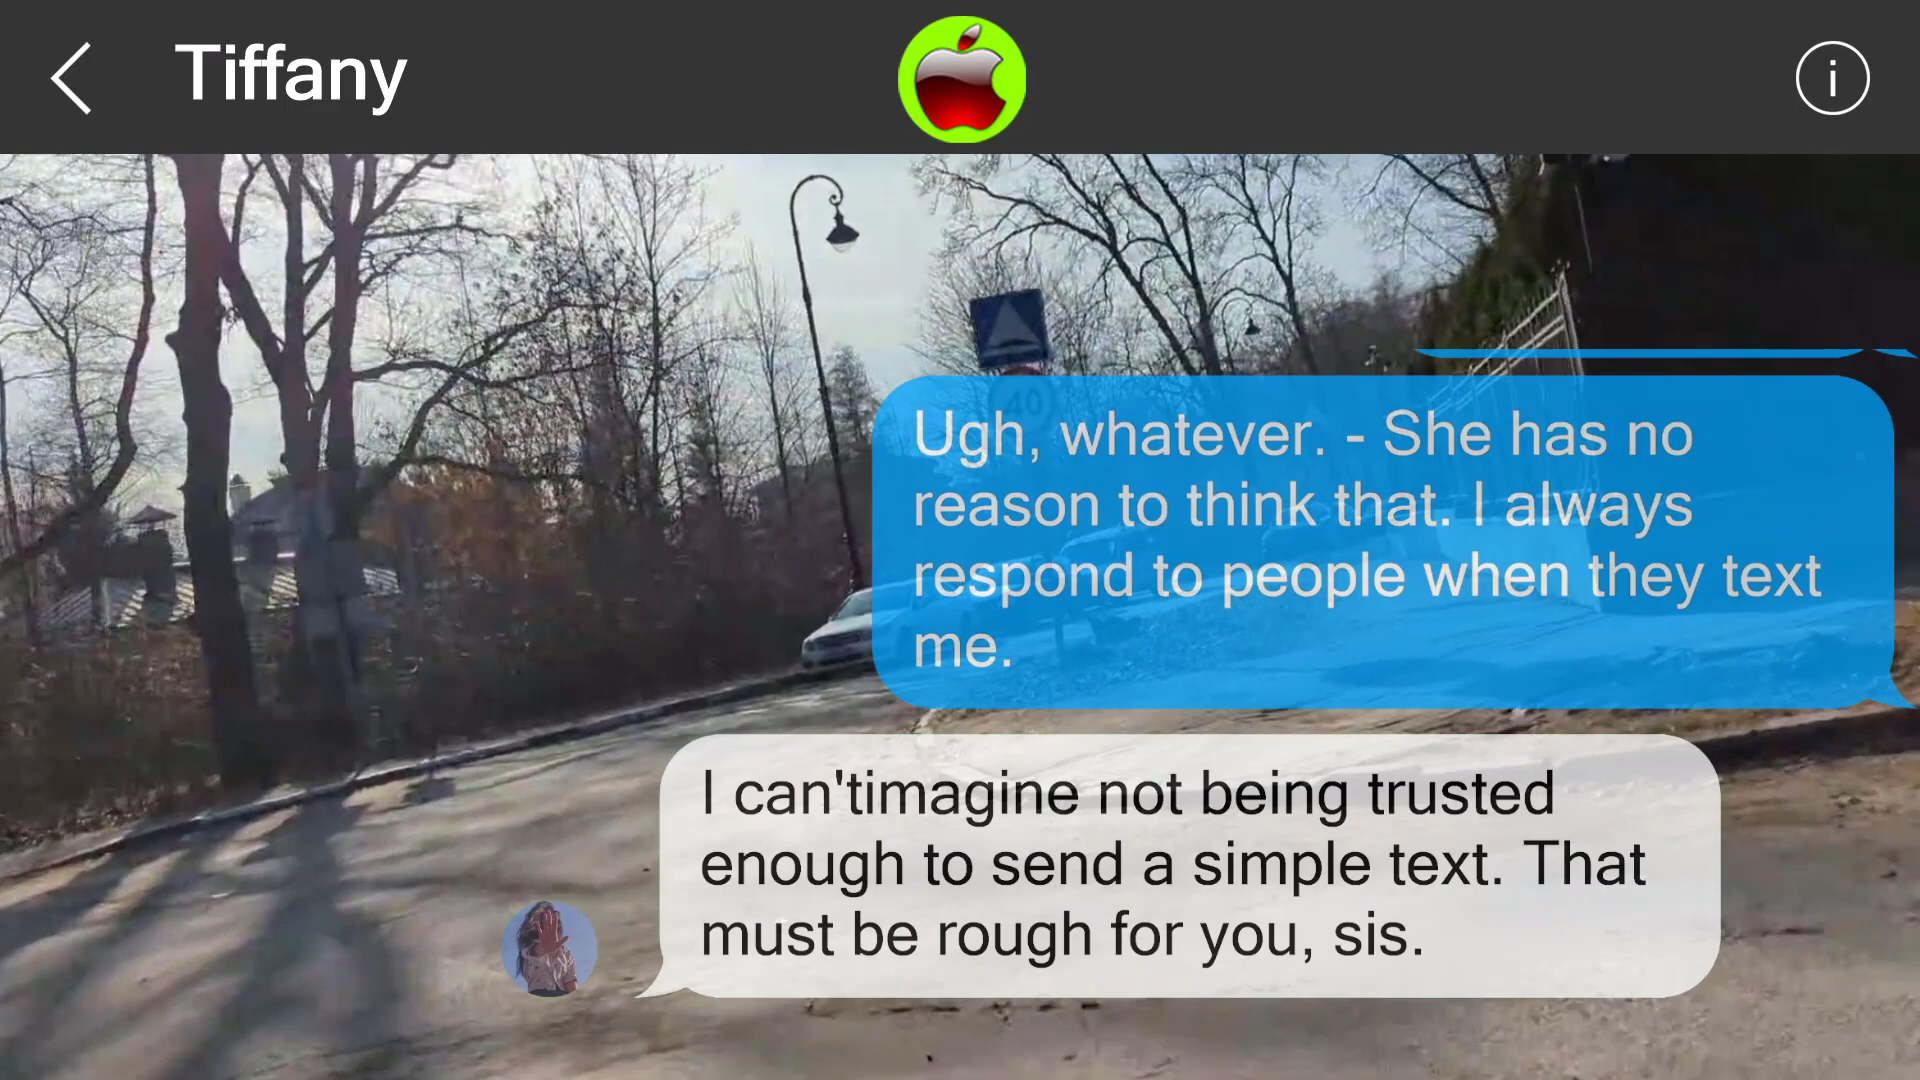 Tiffany
i
40
Ugh, whatever. - She has no
reason to think that. I always
respond to people when they text
me.
I can'timagine not being trusted
enough to send a simple text. That
must be rough for you, sis.